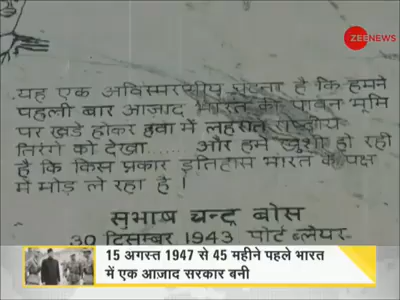 ZEENEWS
यह एक अविस्मरणीय घटना है कि हमने
पहली बार आज़ाद भारत की पावन भूमि
पर खड़े होकर हवा में लहराते राष्ट्रीय
तिरंगे को देखा...... और हमें खुशी हो रही
है कि किस प्रकार इतिहास भारत के पक्ष
में मोड़ ले रहा है !
सुभाष चन्द्र बोस
30 दिसम्बर 1943 पोर्ट ब्लेयर
15 अगस्त 1947 से 45 महीने पहले भारत
में एक आज़ाद सरकार बनी